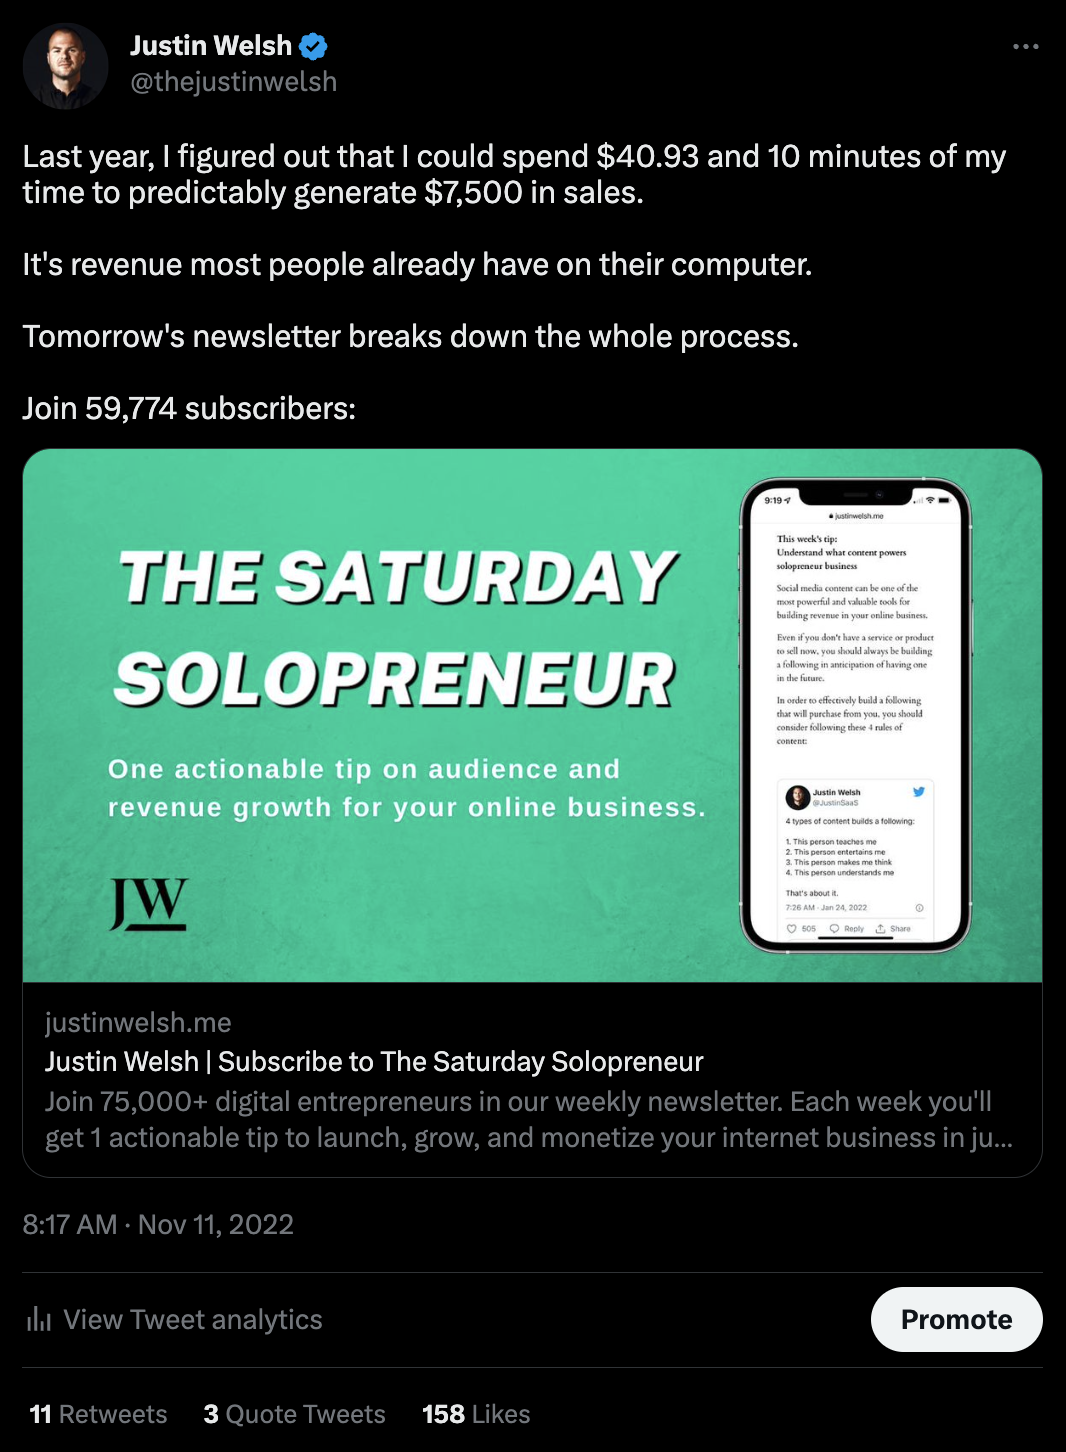 Justin Welsh
@thejustinwelsh
Last year, I figured out that I could spend $40.93 and 10 minutes of my
time to predictably generate $7,500 in sales.
It's revenue most people already have on their computer.
Tomorrow's newsletter breaks down the whole process.
Join 59,774 subscribers:
THE SATURDAY
SOLOPRENEUR
One actionable tip on audience and
revenue growth for your online business.
JW
9:19
justinwelsh.me
This week's tip:
Understand what content powers
solopreneur business
Social media content can be one of the
most powerful and valuable tools for
building revenue in your online business.
Even if you don't have a service or product
to sell now, you should always be building
a following in anticipation of having one
in the future.
In order to effectively build a following
that will purchase from you, you should
consider following these 4 rules of
content:
Justin Welsh
@JustinSaaS
4 types of content builds a following:
1. This person teaches me
2. This person entertains me
3. This person makes me think
4. This person understands me
That's about it.
7:26 AM · Jan 24, 2022
505 Reply Share
justinwelsh.me
Justin Welsh | Subscribe to The Saturday Solopreneur
Join 75,000+ digital entrepreneurs in our weekly newsletter. Each week you'll
get 1 actionable tip to launch, grow, and monetize your internet business in ju...
8:17 AM · Nov 11, 2022
View Tweet analytics
Promote
11 Retweets 3 Quote Tweets 158 Likes